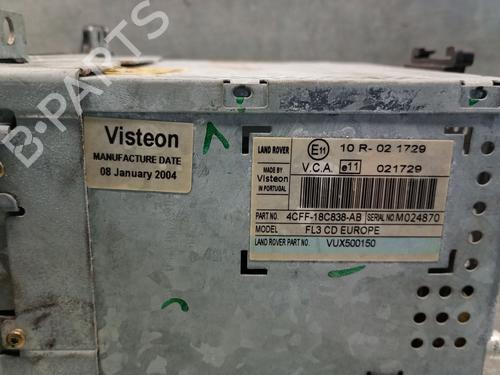 B-PARTS
Visteon
MANUFACTURE DATE
08 January 2004
LAND ROVER E11 10 R- 02 1729
MADE BY Visteon IN PORTUGAL V.C.A. e11 021729
PART NO. 4CFF-18C838-AB SERIAL NO. M024870
MODEL FL3 CD EUROPE
LAND ROVER PART NO. VUX500150